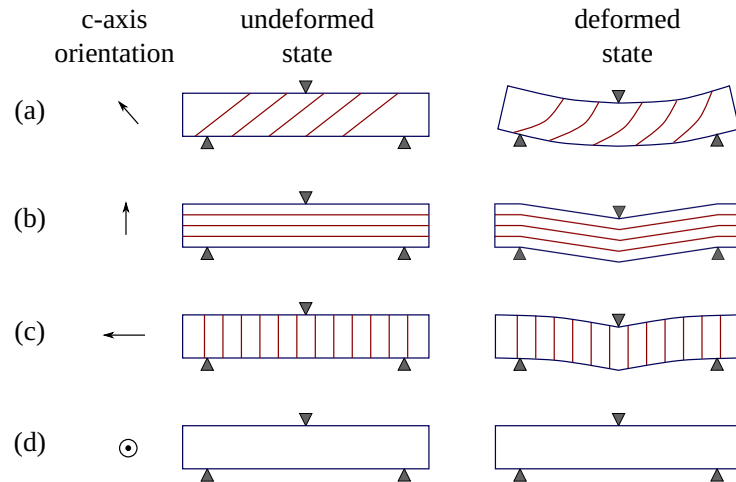 c-axis orientation
undeformed state
deformed state
(a)
(b)
(c)
(d)